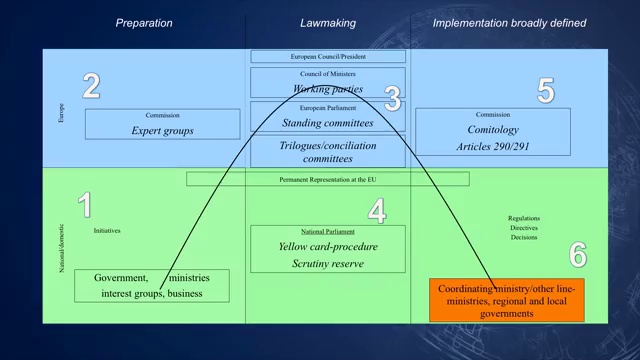 Preparation
Lawmaking
Implementation broadly defined
Europe
2
Commission
Expert groups
European Council/President
Council of Ministers
Working parties
3
European Parliament
Standing committees
Trilogues/conciliation
committees
5
Commission
Comitology
Articles 290/291
Permanent Representation at the EU
National/domestic
1
Initiatives
Government, ministries
interest groups, business
4
National Parliament
Yellow card-procedure
Scrutiny reserve
Regulations
Directives
Decisions
6
Coordinating ministry/other line-
ministries, regional and local
governments